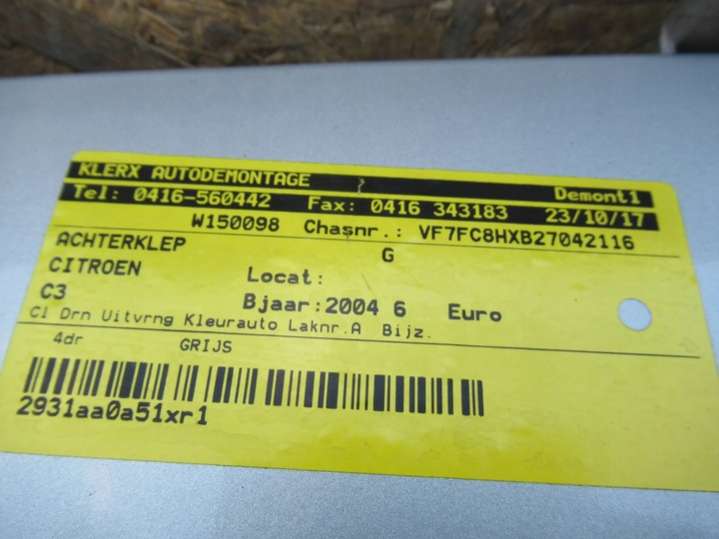 KLERX AUTODEMONTAGE Demont1
Tel: 0416-560442 Fax: 0416 343183 23/10/17
W150098 Chasnr.: VF7FC8HXB27042116
ACHTERKLEP G
CITROEN Locat:
C3 Bjaar:2004 6 Euro
Cl Drn Uitvrng Kleurauto Laknr.A Bijz.
4dr GRIJS
2931aa0a51xr1